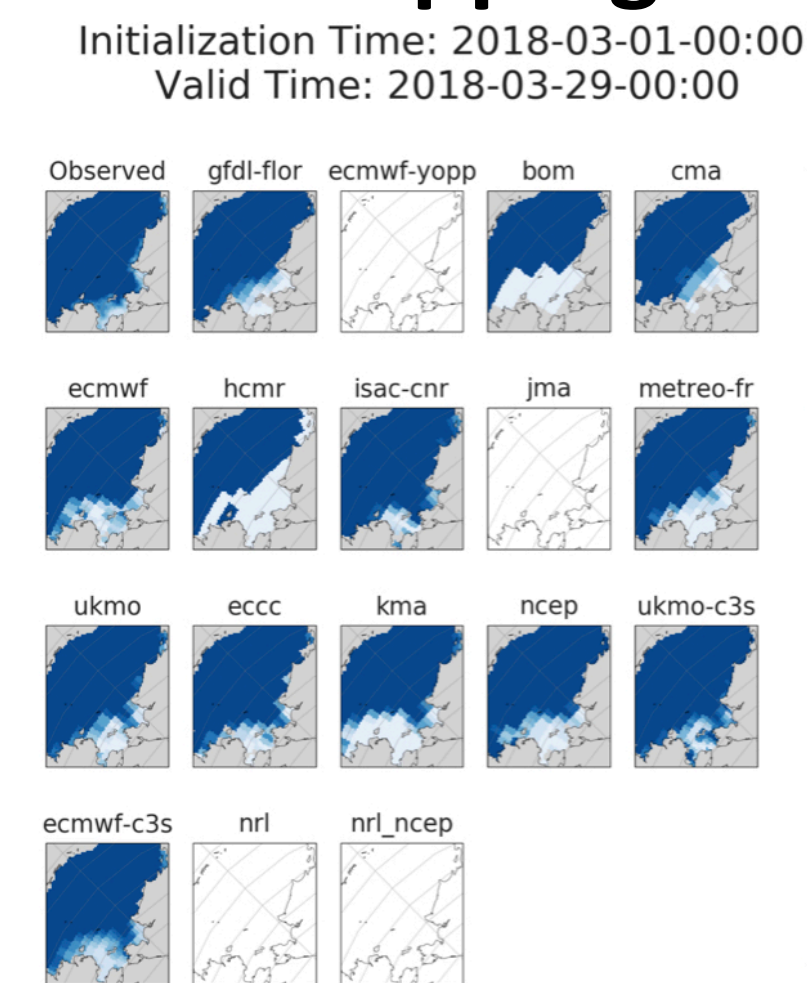 Initialization Time: 2018-03-01-00:00
Valid Time: 2018-03-29-00:00
Observed gfdl-flor ecmwf-yopp bom cma
ecmwf hcmr isac-cnr jma metreo-fr
ukmo eccc kma ncep ukmo-c3s
ecmwf-c3s nrl nrl_ncep